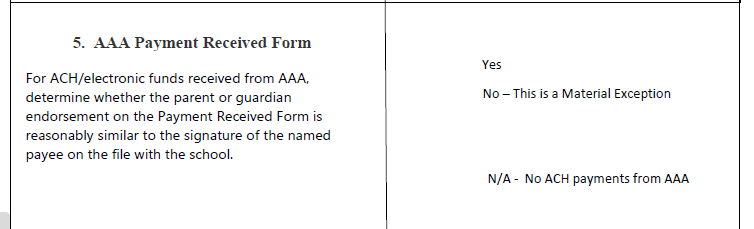 5. AAA Payment Received Form
For ACH/electronic funds received from AAA,
determine whether the parent or guardian
endorsement on the Payment Received Form is
reasonably similar to the signature of the named
payee on the file with the school.
Yes
No – This is a Material Exception
N/A - No ACH payments from AAA